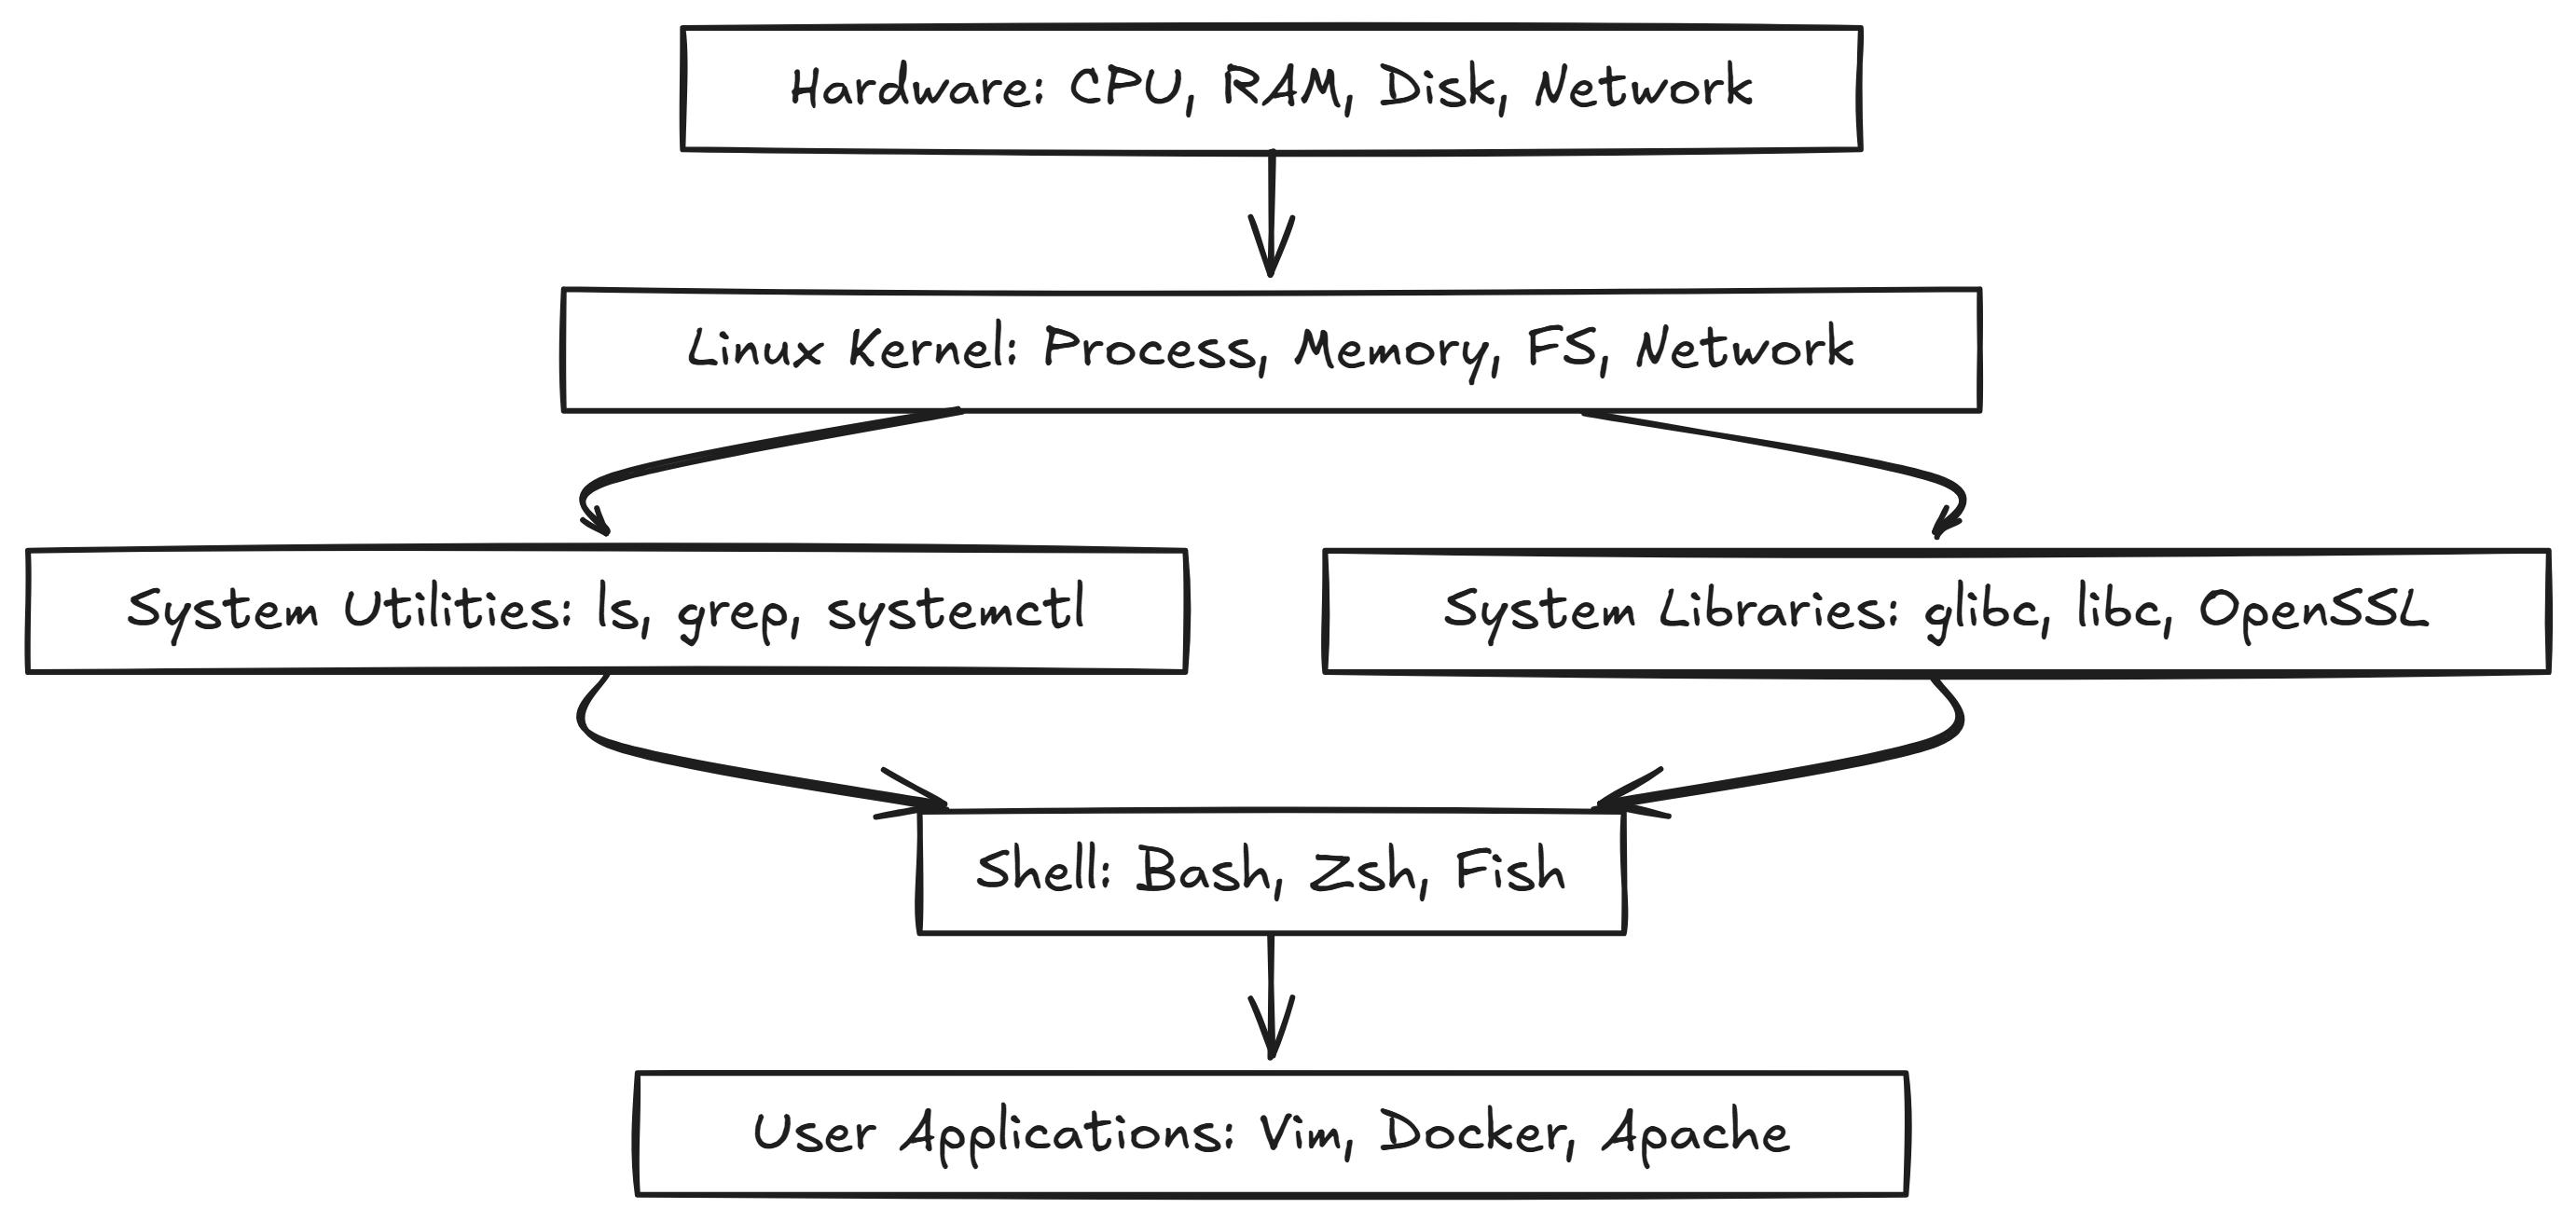 Hardware: CPU, RAM, Disk, Network
Linux Kernel: Process, Memory, FS, Network
System Utilities: ls, grep, systemctl
System Libraries: glibc, libc, OpenSSL
Shell: Bash, Zsh, Fish
User Applications: Vim, Docker, Apache